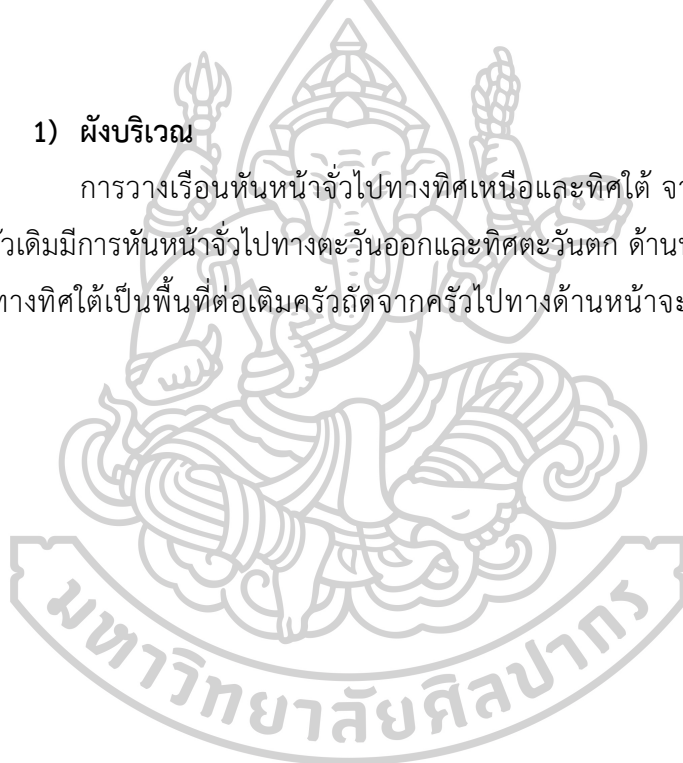 1) ผังบริเวณ
การวางเรือนหันหน้าจั่วไปทางทิศเหนือและทิศใต้
เดิมมีการหันหน้าจั่วไปทางตะวันออกและทิศตะวันตก
ทางทิศใต้เป็นพื้นที่ต่อเติมครัวถัดจากครัวไปทางด้านหน้าจะ
มหาวิทยาลัยศิลปากร